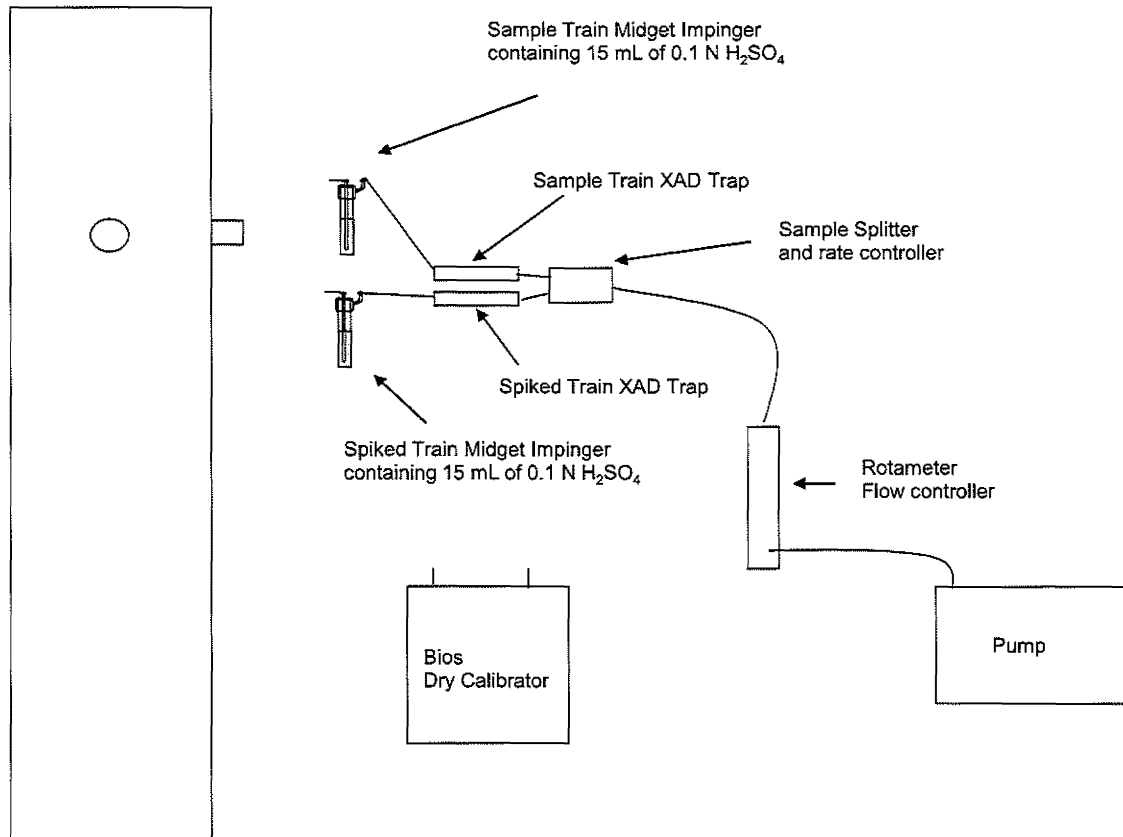 Sample Train Midget Impinger
containing 15 mL of 0.1 N H₂SO₄
Sample Train XAD Trap
Sample Splitter
and rate controller
Spiked Train XAD Trap
Spiked Train Midget Impinger
containing 15 mL of 0.1 N H₂SO₄
Rotameter
Flow controller
Bios
Dry Calibrator
Pump